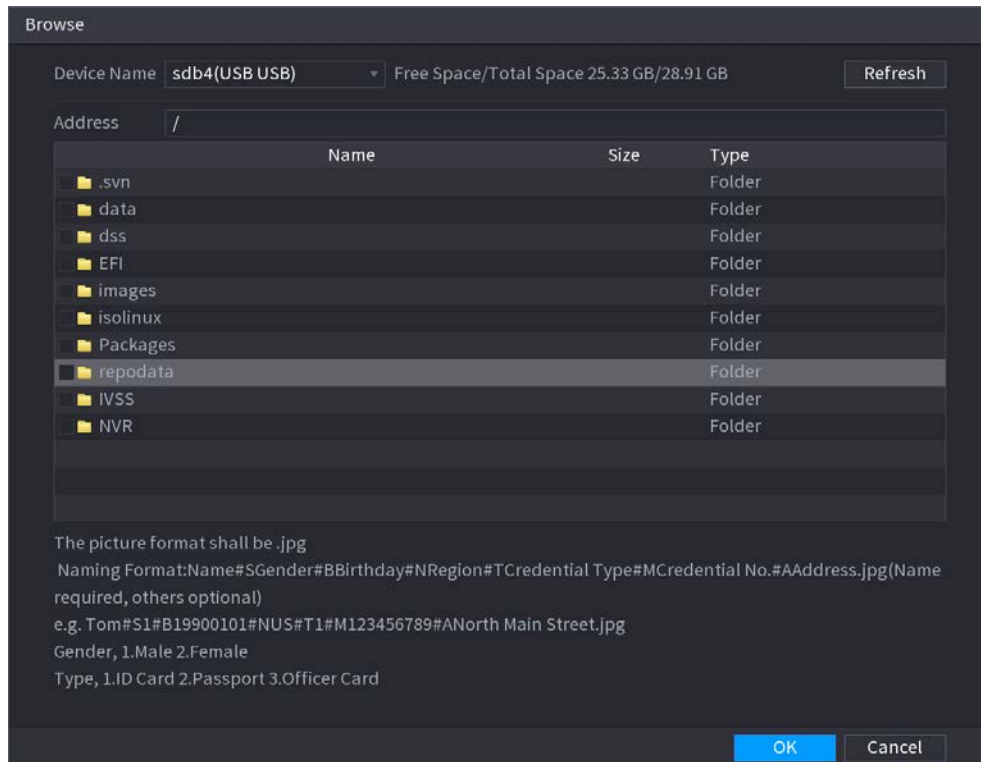 Browse
Device Name sdb4(USB USB) Free Space/Total Space 25.33 GB/28.91 GB Refresh
Address /
Name Size Type
.svn Folder
data Folder
dss Folder
EFI Folder
images Folder
isolinux Folder
Packages Folder
repodata Folder
IVSS Folder
NVR Folder
The picture format shall be .jpg
Naming Format:Name#SGender#BBirthday#NRegion#TCredential Type#MCredential No.#AAddress.jpg(Name
required, others optional)
e.g. Tom#S1#B19900101#NUS#T1#M123456789#ANorth Main Street.jpg
Gender, 1.Male 2.Female
Type, 1.ID Card 2.Passport 3.Officer Card
OK Cancel